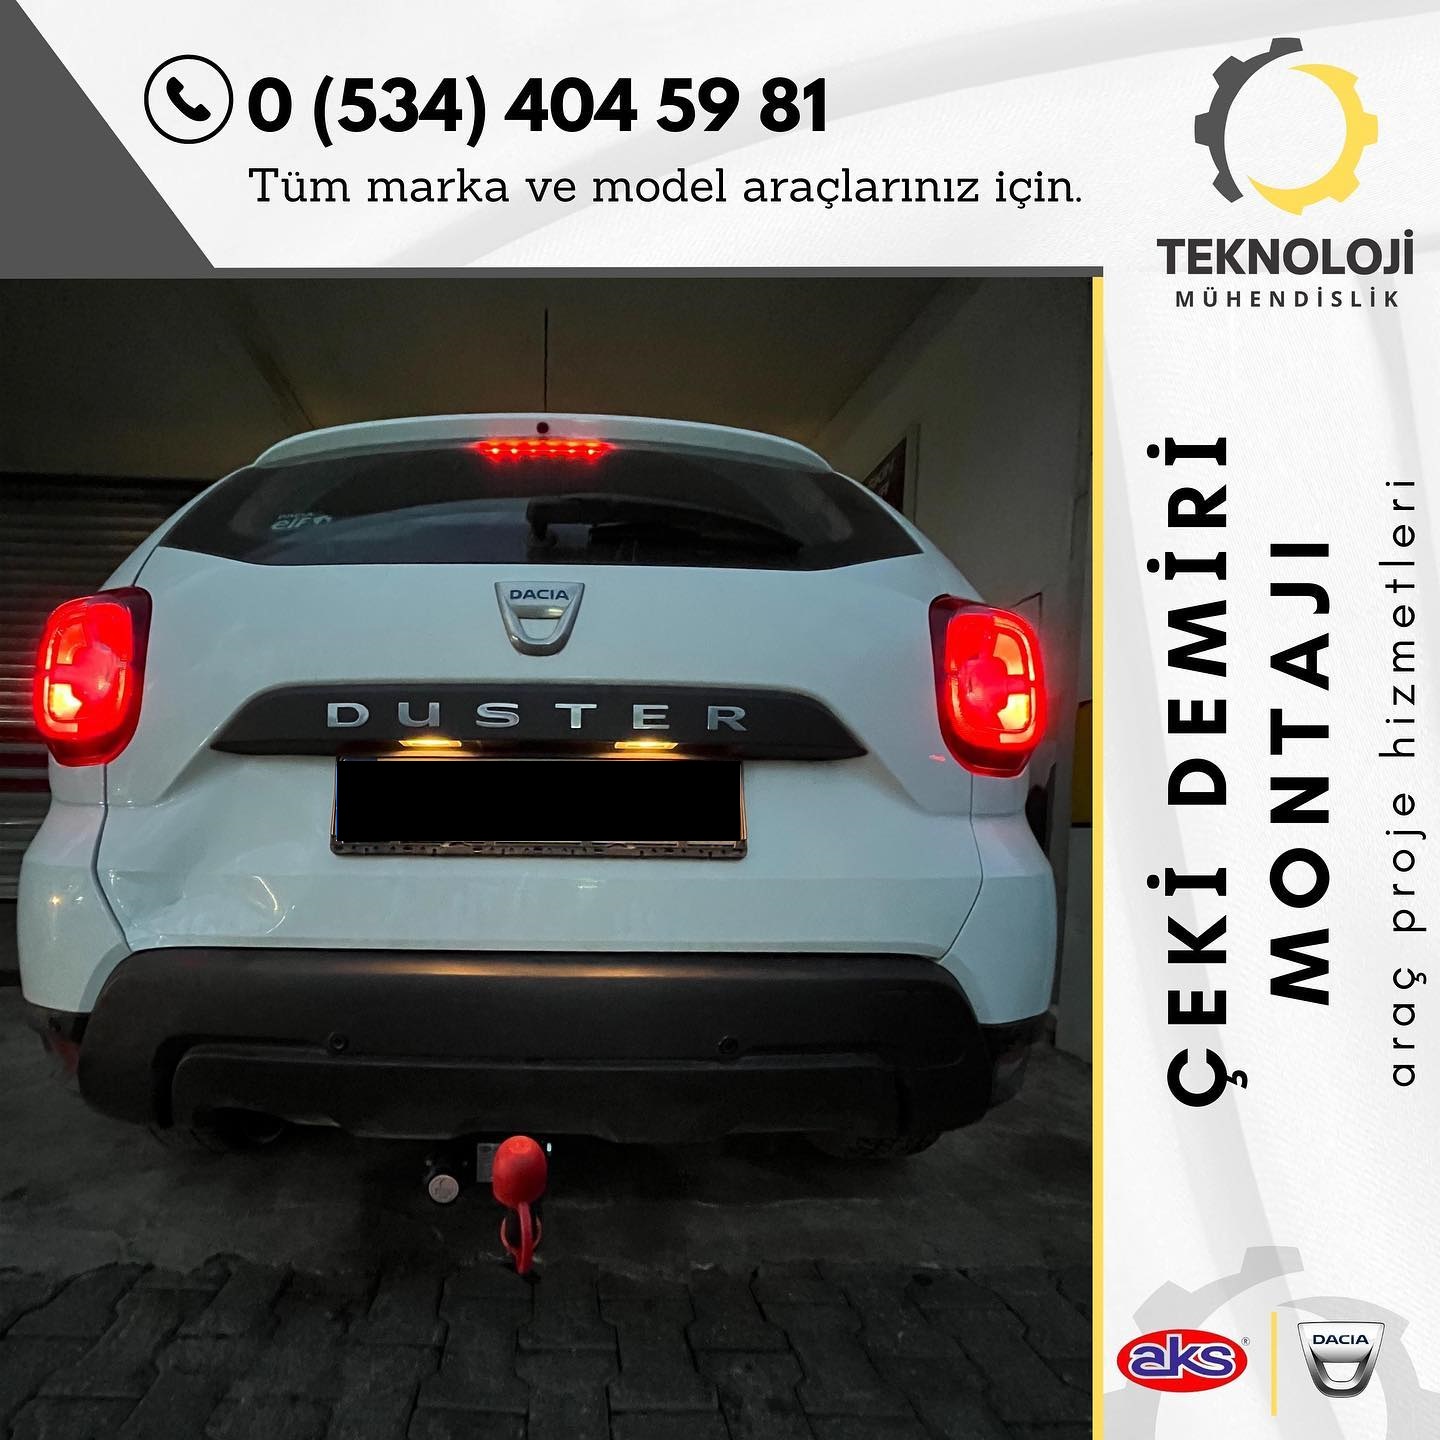 0 (534) 404 59 81
Tüm marka ve model araçlarınız için.
TEKNOLOJİ
MÜHENDİSLİK
ÇEKİ DEMİRİ
MONTAJI
araç proje hizmetleri
elf
DACIA
DUSTER
aks®
DACIA